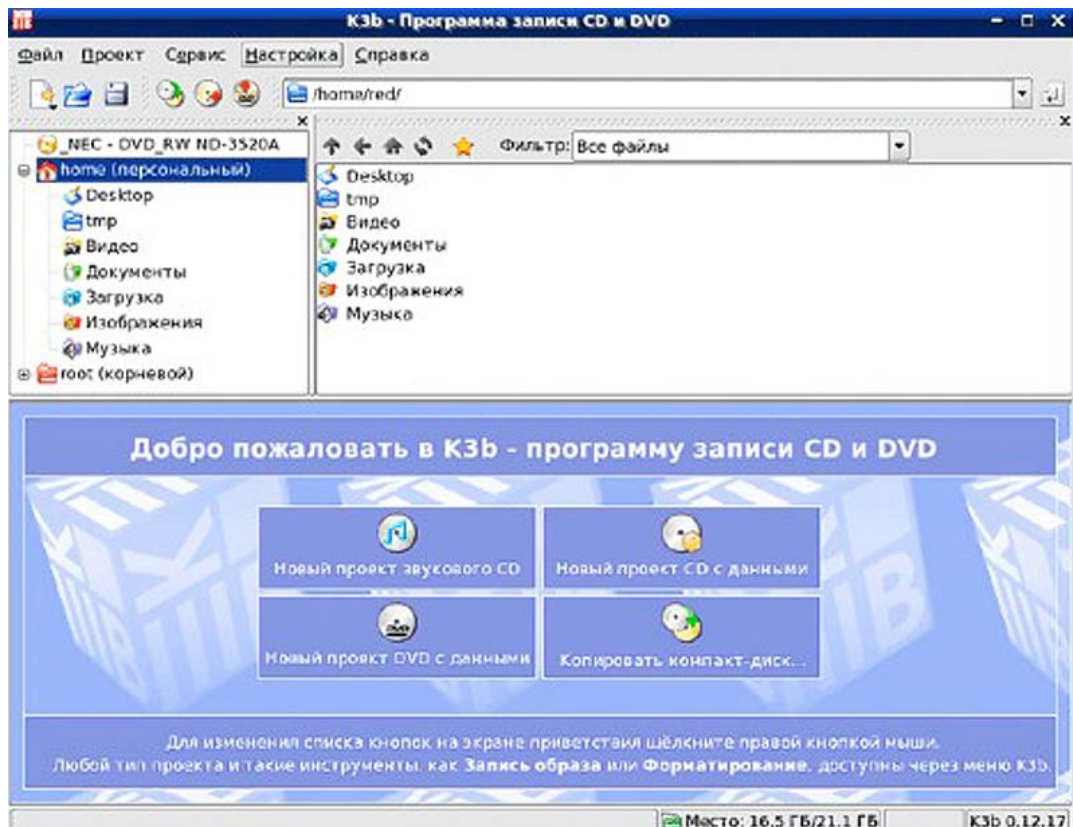 K3b - Программа записи CD и DVD
Файл Проект Сервис Настройка Справка
/home/red/
_NEC - DVD_RW ND-3520A
Фильтр: Все файлы
home (персональный)
Desktop
tmp
Видео
Документы
Загрузка
Изображения
Музыка
root (корневой)
Desktop
tmp
Видео
Документы
Загрузка
Изображения
Музыка
Добро пожаловать в K3b - программу записи CD и DVD
Новый проект звукового CD
Новый проект CD с данными
Новый проект DVD с данными
Копировать компакт-диск...
Для изменения списка кнопок на экране приветствия щёлкните правой кнопкой мыши.
Любой тип проекта и такие инструменты, как Запись образа или Форматирование, доступны через меню K3b.
Место: 16.5 ГБ/21.1 ГБ
K3b 0.12.17